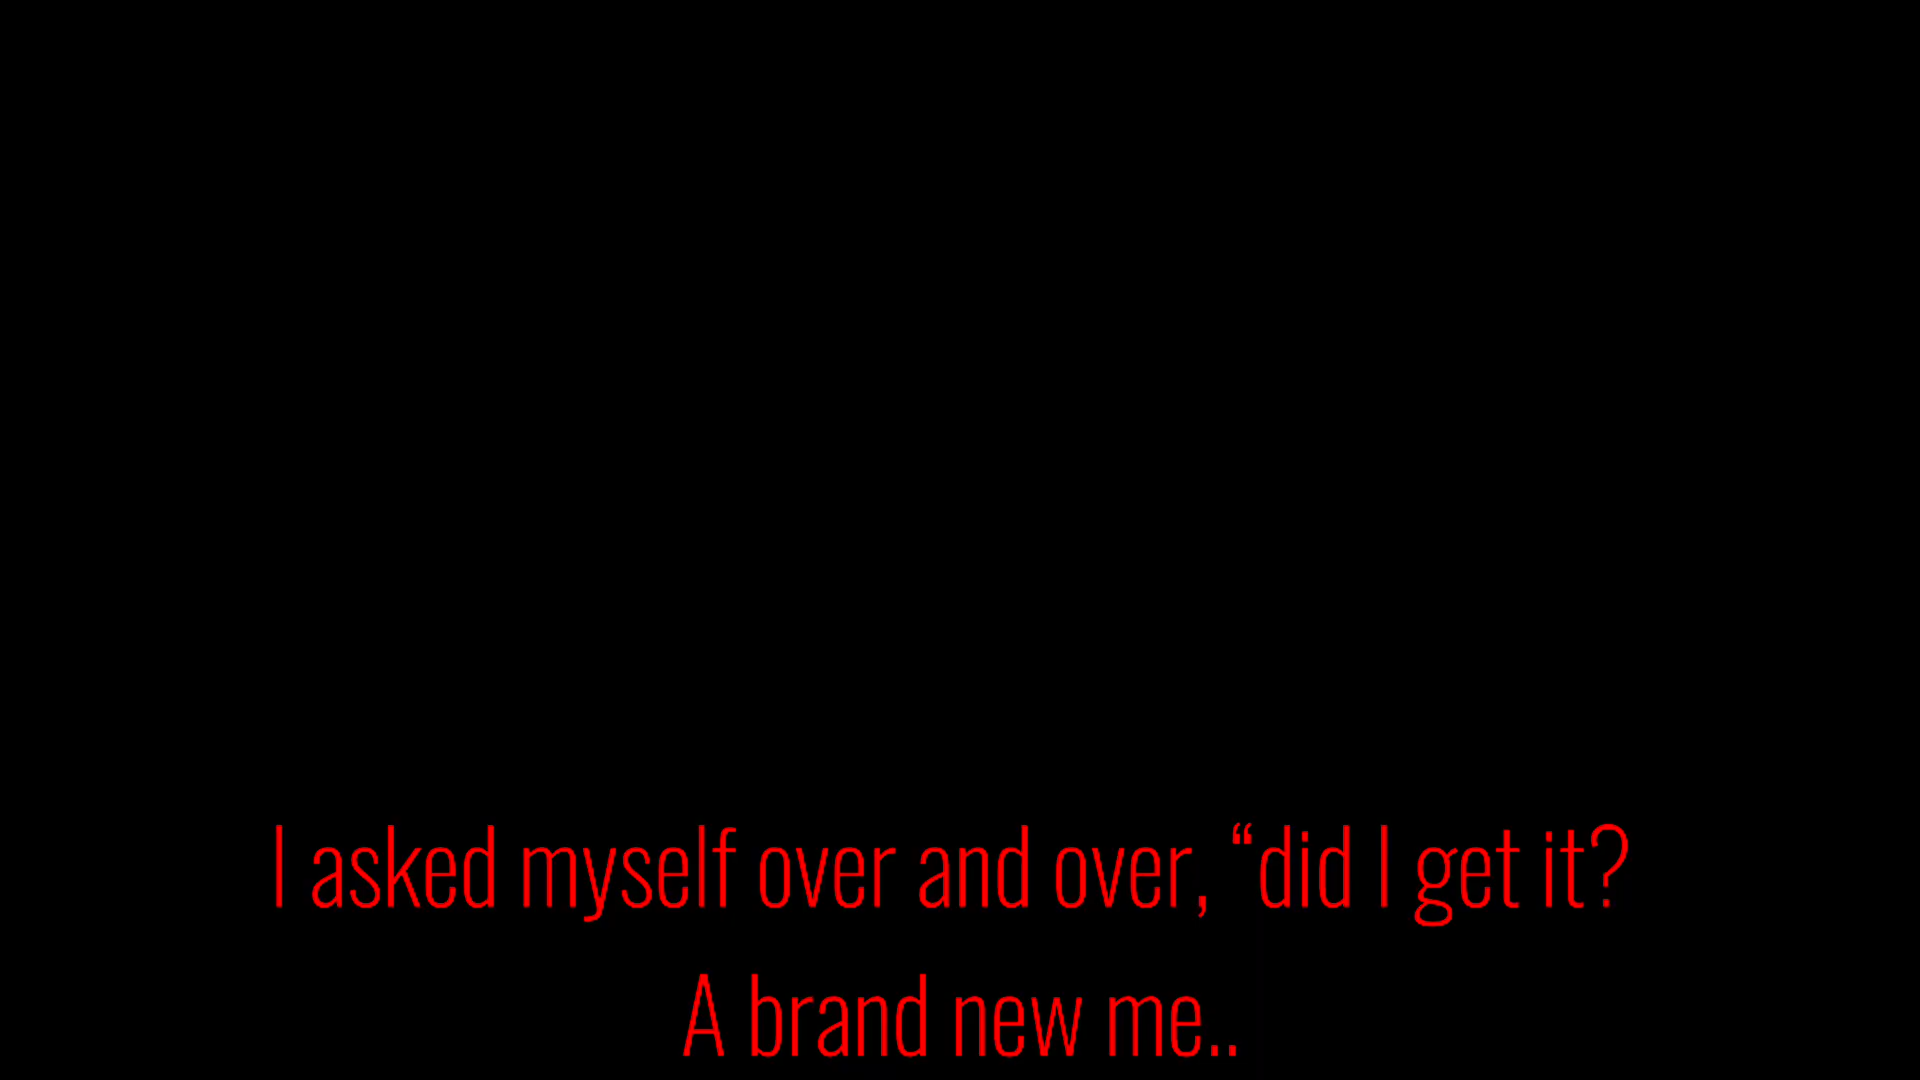 I asked myself over and over, “did I get it?
A brand new me..